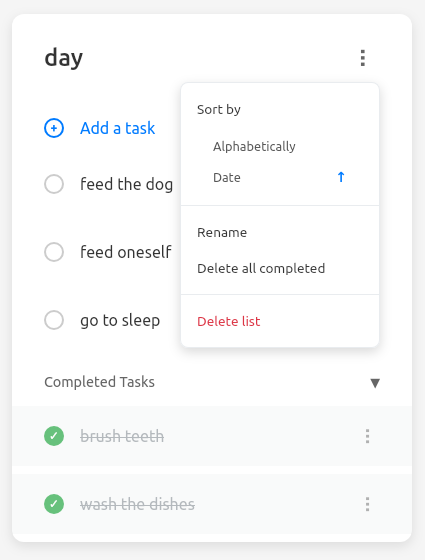 day
Sort by
Add a task
Alphabetically
Date ↑
feed the dog
Rename
feed oneself
Delete all completed
go to sleep
Delete list
Completed Tasks
brush teeth
wash the dishes